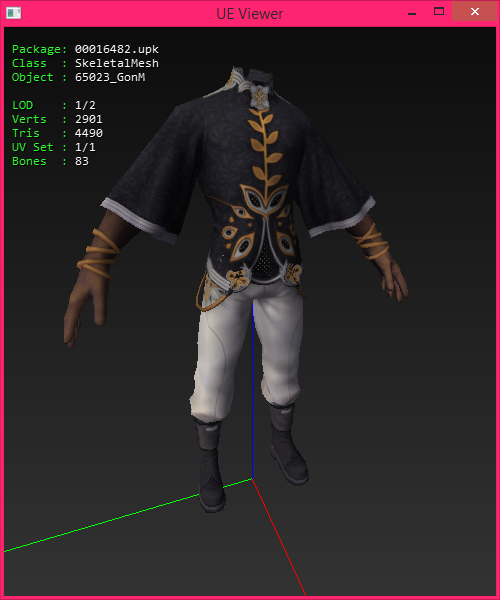 UE Viewer
Package: 00016482.upk
Class : SkeletalMesh
Object : 65023_GonM
LOD : 1/2
Verts : 2901
Tris : 4490
UV Set : 1/1
Bones : 83